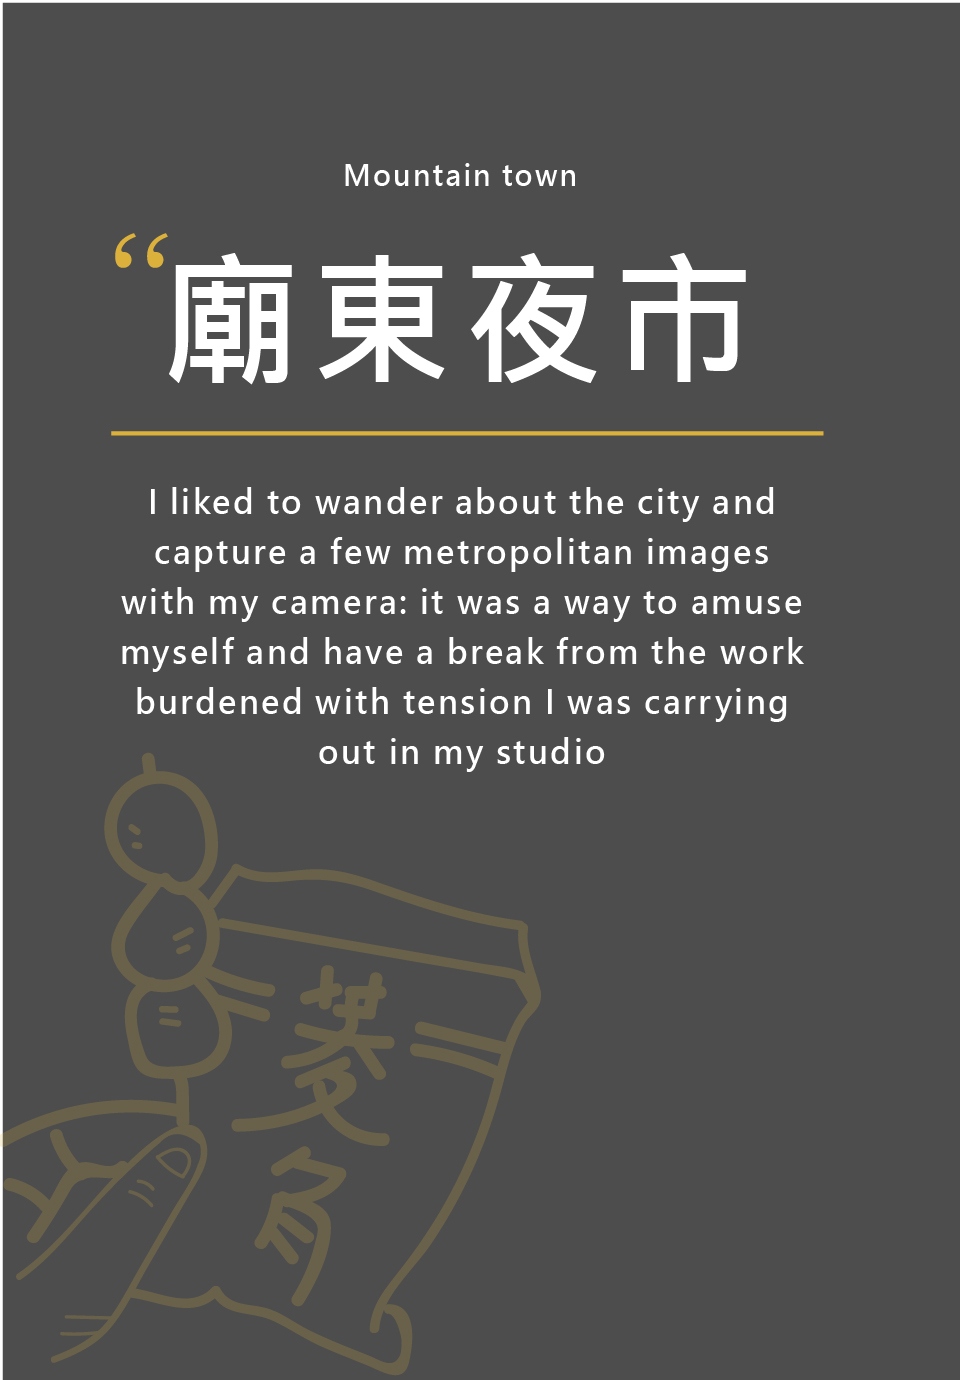 Mountain town
“廟東夜市
I liked to wander about the city and
capture a few metropolitan images
with my camera: it was a way to amuse
myself and have a break from the work
burdened with tension I was carrying
out in my studio
菱角